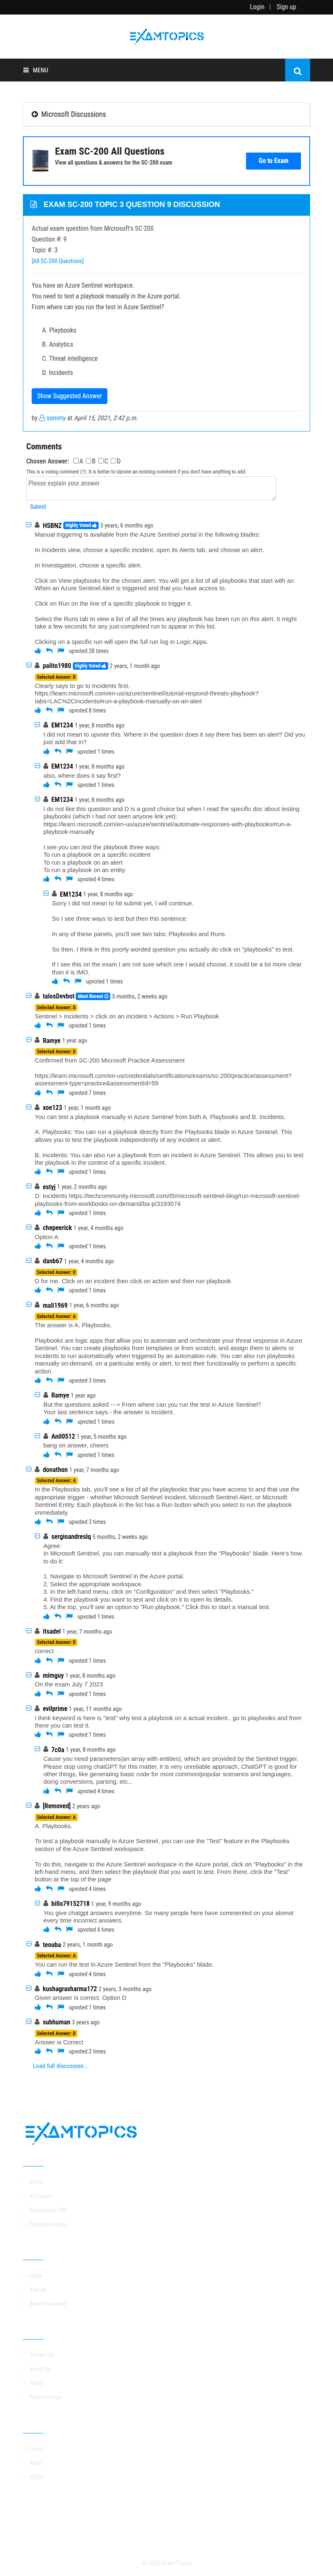 Login | Sign up
EXAMTOPICS
MENU
Microsoft Discussions
Exam SC-200 All Questions
View all questions & answers for the SC-200 exam
Go to Exam
EXAM SC-200 TOPIC 3 QUESTION 9 DISCUSSION
Actual exam question from Microsoft's SC-200
Question #: 9
Topic #: 3
[All SC-200 Questions]
You have an Azure Sentinel workspace.
You need to test a playbook manually in the Azure portal.
From where can you run the test in Azure Sentinel?
A. Playbooks
B. Analytics
C. Threat intelligence
D. Incidents
Show Suggested Answer
by sommy at April 15, 2021, 2:42 p.m.
Comments
Chosen Answer: A B C D
This is a voting comment (?). It is better to Upvote an existing comment if you don't have anything to add.
Please explain your answer
Submit
HSBNZ Highly Voted 3 years, 6 months ago
Manual triggering is available from the Azure Sentinel portal in the following blades:
In Incidents view, choose a specific incident, open its Alerts tab, and choose an alert.
In Investigation, choose a specific alert.
Click on View playbooks for the chosen alert. You will get a list of all playbooks that start with an
When an Azure Sentinel Alert is triggered and that you have access to.
Click on Run on the line of a specific playbook to trigger it.
Select the Runs tab to view a list of all the times any playbook has been run on this alert. It might
take a few seconds for any just-completed run to appear in this list.
Clicking on a specific run will open the full run log in Logic Apps.
upvoted 28 times
palito1980 Highly Voted 2 years, 1 month ago
Selected Answer: D
Clearly says to go to Incidents first.
https://learn.microsoft.com/en-us/azure/sentinel/tutorial-respond-threats-playbook?
tabs=LAC%2Cincidents#run-a-playbook-manually-on-an-alert
upvoted 8 times
EM1234 1 year, 8 months ago
I did not mean to upvote this. Where in the question does it say there has been an alert? Did you
just add that in?
upvoted 1 times
EM1234 1 year, 8 months ago
also, where does it say first?
upvoted 1 times
EM1234 1 year, 8 months ago
I do not like this question and D is a good choice but when I read the specific doc about testing
playbooks (which I had not seen anyone link yet):
https://learn.microsoft.com/en-us/azure/sentinel/automate-responses-with-playbooks#run-a-
playbook-manually
I see you can test the playbook three ways:
To run a playbook on a specific incident
To run a playbook on an alert
To run a playbook on an entity
upvoted 4 times
EM1234 1 year, 8 months ago
Sorry I did not mean to hit submit yet, I will continue.
So I see three ways to test but then this sentence:
In any of these panels, you'll see two tabs: Playbooks and Runs.
So then, I think in this poorly worded question you actually do click on "playbooks" to test.
If I see this on the exam I am not sure which one I would choose, it could be a lot more clear
than it is IMO.
upvoted 1 times
talosDevbot Most Recent 5 months, 2 weeks ago
Selected Answer: D
Sentinel > Incidents > click on an incident > Actions > Run Playbook
upvoted 1 times
Ramye 1 year ago
Selected Answer: D
Confirmed from SC-200 Microsoft Practice Assessment
https://learn.microsoft.com/en-us/credentials/certifications/exams/sc-200/practice/assessment?
assessment-type=practice&assessmentId=59
upvoted 7 times
xoe123 1 year, 1 month ago
You can test a playbook manually in Azure Sentinel from both A. Playbooks and B. Incidents.
A. Playbooks: You can run a playbook directly from the Playbooks blade in Azure Sentinel. This
allows you to test the playbook independently of any incident or alert.
B. Incidents: You can also run a playbook from an incident in Azure Sentinel. This allows you to test
the playbook in the context of a specific incident.
upvoted 1 times
estyj 1 year, 2 months ago
D: Incidents https://techcommunity.microsoft.com/t5/microsoft-sentinel-blog/run-microsoft-sentinel-
playbooks-from-workbooks-on-demand/ba-p/3193074
upvoted 1 times
chepeerick 1 year, 4 months ago
Option A
upvoted 1 times
danb67 1 year, 4 months ago
Selected Answer: D
D for me. Click on an incident then click on action and then run playbook
upvoted 1 times
mali1969 1 year, 6 months ago
Selected Answer: A
The answer is A. Playbooks.
Playbooks are logic apps that allow you to automate and orchestrate your threat response in Azure
Sentinel. You can create playbooks from templates or from scratch, and assign them to alerts or
incidents to run automatically when triggered by an automation rule. You can also run playbooks
manually on-demand, on a particular entity or alert, to test their functionality or perform a specific
action.
upvoted 3 times
Ramye 1 year ago
But the questions asked ---> From where can you run the test in Azure Sentinel?
Your last sentence says - the answer is Incident.
upvoted 1 times
Anil0512 1 year, 5 months ago
bang on answer, cheers
upvoted 1 times
donathon 1 year, 7 months ago
Selected Answer: A
In the Playbooks tab, you'll see a list of all the playbooks that you have access to and that use the
appropriate trigger - whether Microsoft Sentinel Incident, Microsoft Sentinel Alert, or Microsoft
Sentinel Entity. Each playbook in the list has a Run button which you select to run the playbook
immediately.
upvoted 3 times
sergioandreslq 5 months, 2 weeks ago
Agree:
In Microsoft Sentinel, you can manually test a playbook from the "Playbooks" blade. Here's how
to do it:
1. Navigate to Microsoft Sentinel in the Azure portal.
2. Select the appropriate workspace.
3. In the left-hand menu, click on "Configuration" and then select "Playbooks."
4. Find the playbook you want to test and click on it to open its details.
5. At the top, you'll see an option to "Run playbook." Click this to start a manual test.
upvoted 1 times
itsadel 1 year, 7 months ago
Selected Answer: D
correct
upvoted 1 times
mimguy 1 year, 8 months ago
On the exam July 7 2023
upvoted 1 times
evilprime 1 year, 11 months ago
i think keyword is here is "test" why test a playbook on a actual incident.. go to playbooks and from
there you can test it.
upvoted 1 times
7c0a 1 year, 8 months ago
Cause you need parameters(an array with entities), which are provided by the Sentinel trigger.
Please stop using chatGPT for this matter, it is very unreliable approach, ChatGPT is good for
other things, like generating basic code for most common/popular scenarios and languages,
doing conversions, parsing, etc...
upvoted 4 times
[Removed] 2 years ago
Selected Answer: A
A. Playbooks.
To test a playbook manually in Azure Sentinel, you can use the "Test" feature in the Playbooks
section of the Azure Sentinel workspace.
To do this, navigate to the Azure Sentinel workspace in the Azure portal, click on "Playbooks" in the
left-hand menu, and then select the playbook that you want to test. From there, click the "Test"
button at the top of the page
upvoted 4 times
billo79152718 1 year, 9 months ago
You give chatgpt answers everytime. So many people here have commented on your alomst
every time incorrect answers.
upvoted 6 times
teouba 2 years, 1 month ago
Selected Answer: A
You can run the test in Azure Sentinel from the "Playbooks" blade.
upvoted 4 times
kushagrasharma172 2 years, 3 months ago
Given answer is correct. Option D
upvoted 1 times
subhuman 3 years ago
Selected Answer: D
Answer is Correct
upvoted 2 times
Load full discussion...
EXAMTOPICS
Home
All Exams
Examtopics PRO
Training Courses
Login
Sign up
Reset Password
Contact Us
About Us
Terms
Privacy Policy
Forum
News
DMCA
© 2024 ExamTopics